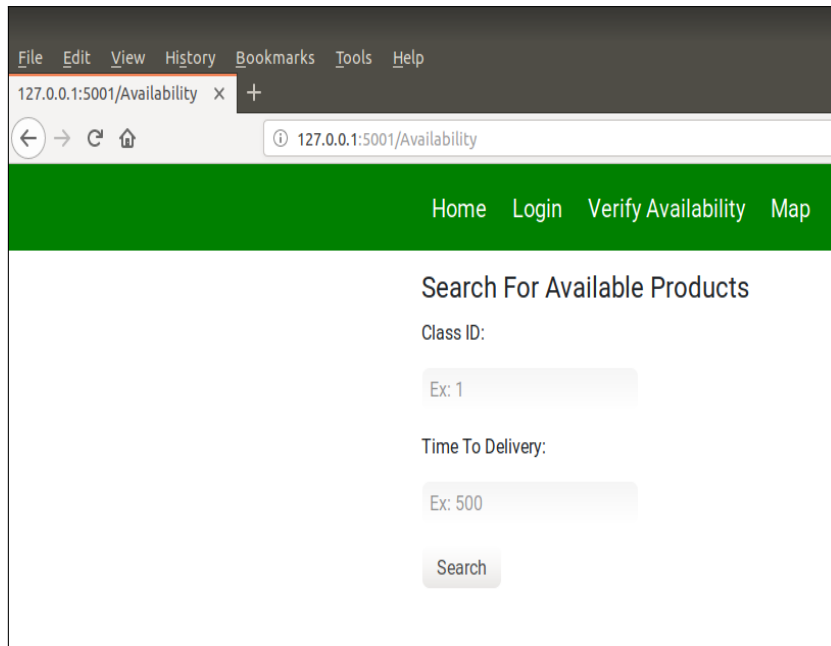 File Edit View History Bookmarks Tools Help
127.0.0.1:5001/Availability × +
127.0.0.1:5001/Availability
Home Login Verify Availability Map
Search For Available Products
Class ID:
Ex: 1
Time To Delivery:
Ex: 500
Search